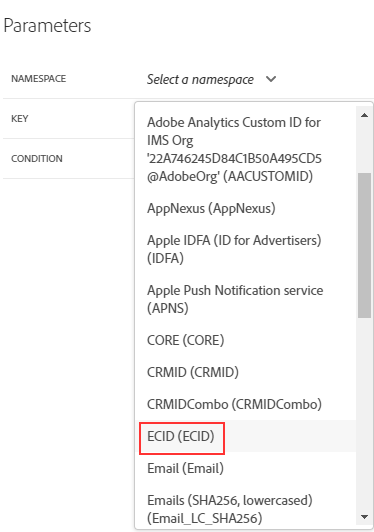 Parameters
NAMESPACE
Select a namespace
KEY
CONDITION
Adobe Analytics Custom ID for
IMS Org
'22A746245D84C1B50A495CD5
@AdobeOrg' (AACUSTOMID)
AppNexus (AppNexus)
Apple IDFA (ID for Advertisers)
(IDFA)
Apple Push Notification service
(APNS)
CORE (CORE)
CRMID (CRMID)
CRMIDCombo (CRMIDCombo)
ECID (ECID)
Email (Email)
Emails (SHA256, lowercased)
(Email_LC_SHA256)